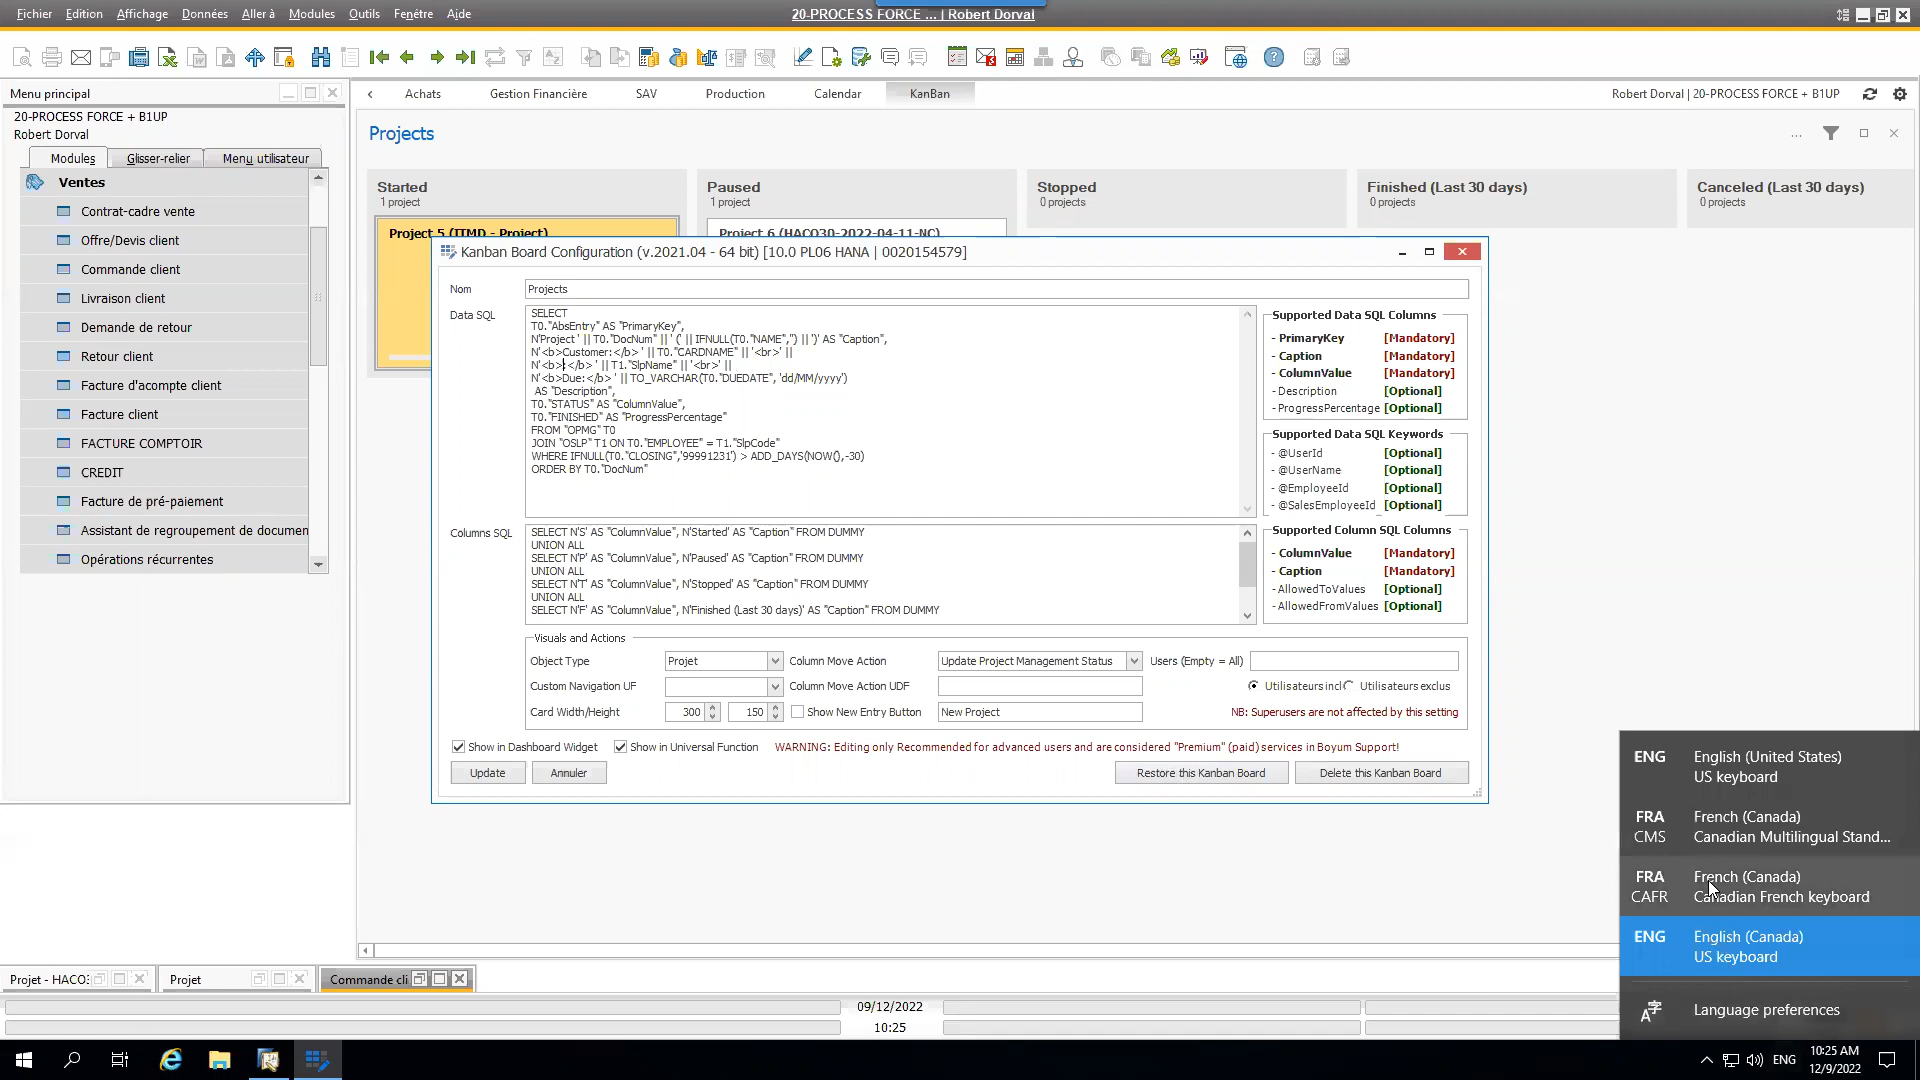 Fichier Edition Affichage Données Aller à Modules Outils Fenêtre Aide
20-PROCESS FORCE ... | Robert Dorval
Menu principal
20-PROCESS FORCE + B1UP
Robert Dorval
Modules Glisser-relier Menu utilisateur
Ventes
Contrat-cadre vente
Offre/Devis client
Commande client
Livraison client
Demande de retour
Retour client
Facture d'acompte client
Facture client
FACTURE COMPTOIR
CREDIT
Facture de pré-paiement
Assistant de regroupement de documen
Opérations récurrentes
Achats Gestion Financière SAV Production Calendar KanBan
Robert Dorval | 20-PROCESS FORCE + B1UP
Projects
Started
1 project
Paused
1 project
Stopped
0 projects
Finished (Last 30 days)
0 projects
Canceled (Last 30 days)
0 projects
Project 5 (ITMD - Project)
Project 6 (HACO30-2022-04-11-NC)
Kanban Board Configuration (v.2021.04 - 64 bit) [10.0 PL06 HANA | 0020154579]
Nom
Projects
Data SQL
SELECT
T0."AbsEntry" AS "PrimaryKey",
N'Project ' || T0."DocNum" || ' (' || IFNULL(T0."NAME",'') || ')' AS "Caption",
N'<b>Customer:</b> ' || T0."CARDNAME" || '<br>' ||
N'<b>:</b> ' || T1."SlpName" || '<br>' ||
N'<b>Due:</b> ' || TO_VARCHAR(T0."DUEDATE", 'dd/MM/yyyy')
AS "Description",
T0."STATUS" AS "ColumnValue",
T0."FINISHED" AS "ProgressPercentage"
FROM "OPMG" T0
JOIN "OSLP" T1 ON T0."EMPLOYEE" = T1."SlpCode"
WHERE IFNULL(T0."CLOSING",'99991231') > ADD_DAYS(NOW(),-30)
ORDER BY T0."DocNum"
Supported Data SQL Columns
- PrimaryKey [Mandatory]
- Caption [Mandatory]
- ColumnValue [Mandatory]
- Description [Optional]
- ProgressPercentage [Optional]
Supported Data SQL Keywords
- @UserId [Optional]
- @UserName [Optional]
- @EmployeeId [Optional]
- @SalesEmployeeId [Optional]
Columns SQL
SELECT N'S' AS "ColumnValue", N'Started' AS "Caption" FROM DUMMY
UNION ALL
SELECT N'P' AS "ColumnValue", N'Paused' AS "Caption" FROM DUMMY
UNION ALL
SELECT N'T' AS "ColumnValue", N'Stopped' AS "Caption" FROM DUMMY
UNION ALL
SELECT N'F' AS "ColumnValue", N'Finished (Last 30 days)' AS "Caption" FROM DUMMY
Supported Column SQL Columns
- ColumnValue [Mandatory]
- Caption [Mandatory]
- AllowedToValues [Optional]
- AllowedFromValues [Optional]
Visuals and Actions
Object Type Projet Column Move Action Update Project Management Status Users (Empty = All)
Custom Navigation UF Column Move Action UDF Utilisateurs incl Utilisateurs exclus
Card Width/Height 300 150 Show New Entry Button New Project NB: Superusers are not affected by this setting
Show in Dashboard Widget Show in Universal Function WARNING: Editing only Recommended for advanced users and are considered "Premium" (paid) services in Boyum Support!
Update Annuler Restore this Kanban Board Delete this Kanban Board
ENG English (United States)
US keyboard
FRA French (Canada)
CMS Canadian Multilingual Stand...
FRA French (Canada)
CAFR Canadian French keyboard
ENG English (Canada)
US keyboard
Language preferences
Projet - HACO3 Projet Commande cli
09/12/2022
10:25
ENG
10:25 AM
12/9/2022